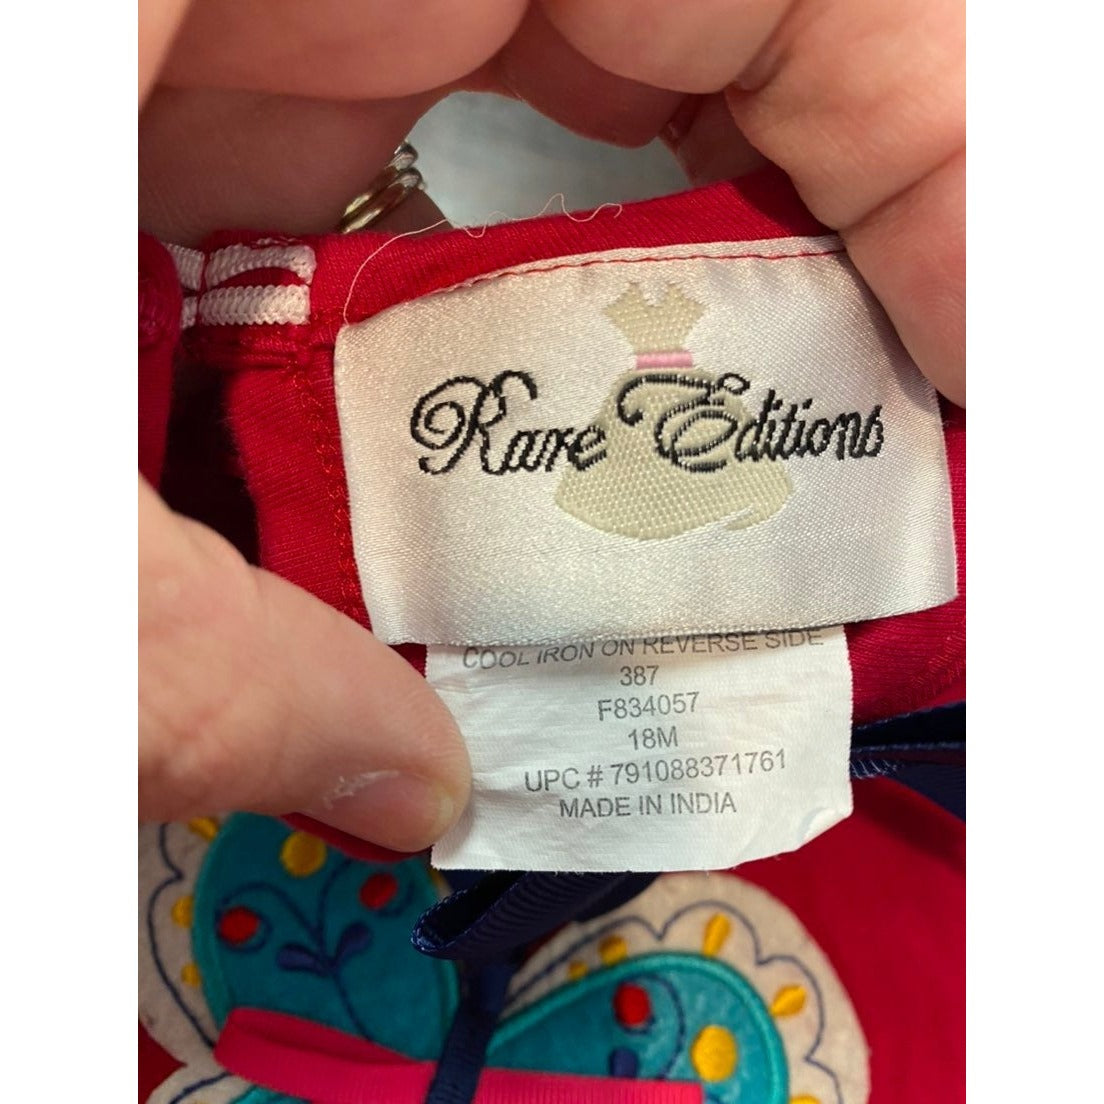 Rare Editions
COOL IRON ON REVERSE SIDE
387
F834057
18M
UPC # 791088371761
MADE IN INDIA